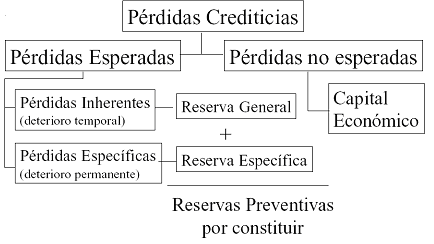 Pérdidas Crediticias
Pérdidas Esperadas
Pérdidas no esperadas
Pérdidas Inherentes
(deterioro temporal)
Reserva General
Capital
Económico
+
Pérdidas Específicas
(deterioro permanente)
Reserva Específica
Reservas Preventivas
por constituir